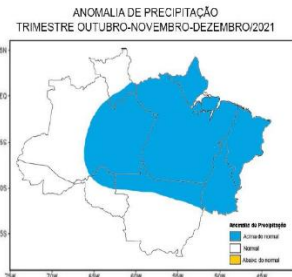 ANOMALIA DE PRECIPITAÇÃO
TRIMESTRE OUTUBRO-NOVEMBRO-DEZEMBRO/2021
Anomalia de Precipitação
Acima do normal
Normal
Abaixo do normal